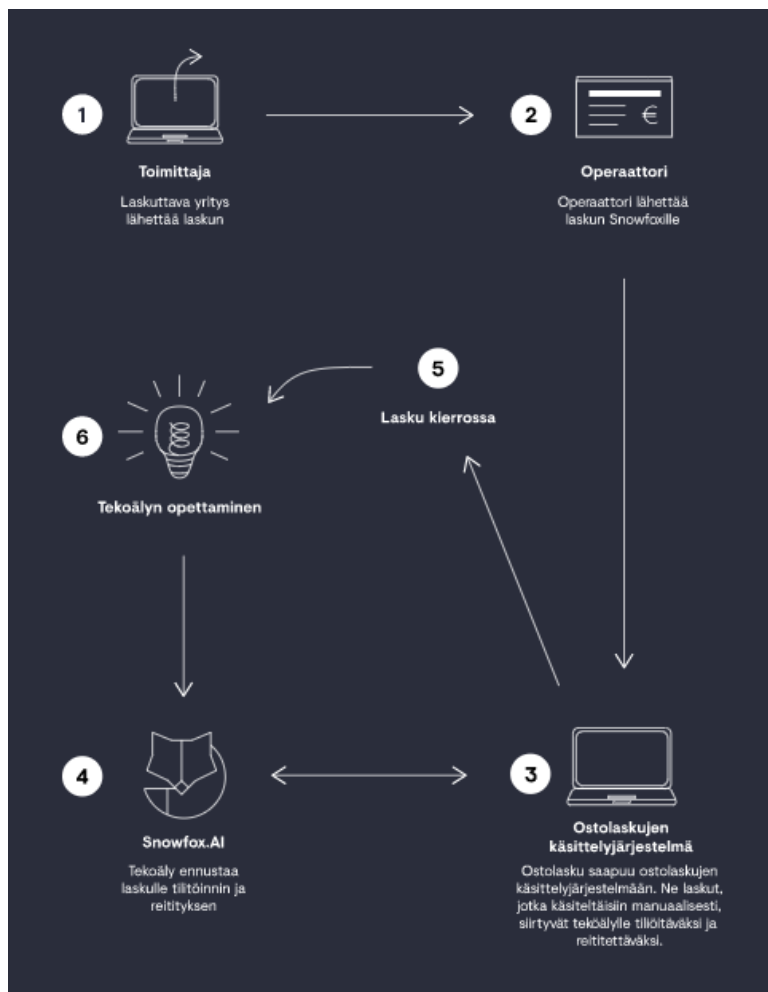 1
Toimittaja
Laskuttava yritys
lähettää laskun
2
€
Operaattori
Operaattori lähettää
laskun Snowfoxille
5
Lasku kierrossa
6
Tekoälyn opettaminen
4
Snowfox.AI
Tekoäly ennustaa
laskulle tilitöinnin ja
reitityksen
3
Ostolaskujen
käsittelyjärjestelmä
Ostolasku saapuu ostolaskujen
käsittelyjärjestelmään. Ne laskut,
jotka käsiteltäisiin manuaalisesti,
siirtyvät teköälylle tiliöitäväksi ja
reititettäväksi.